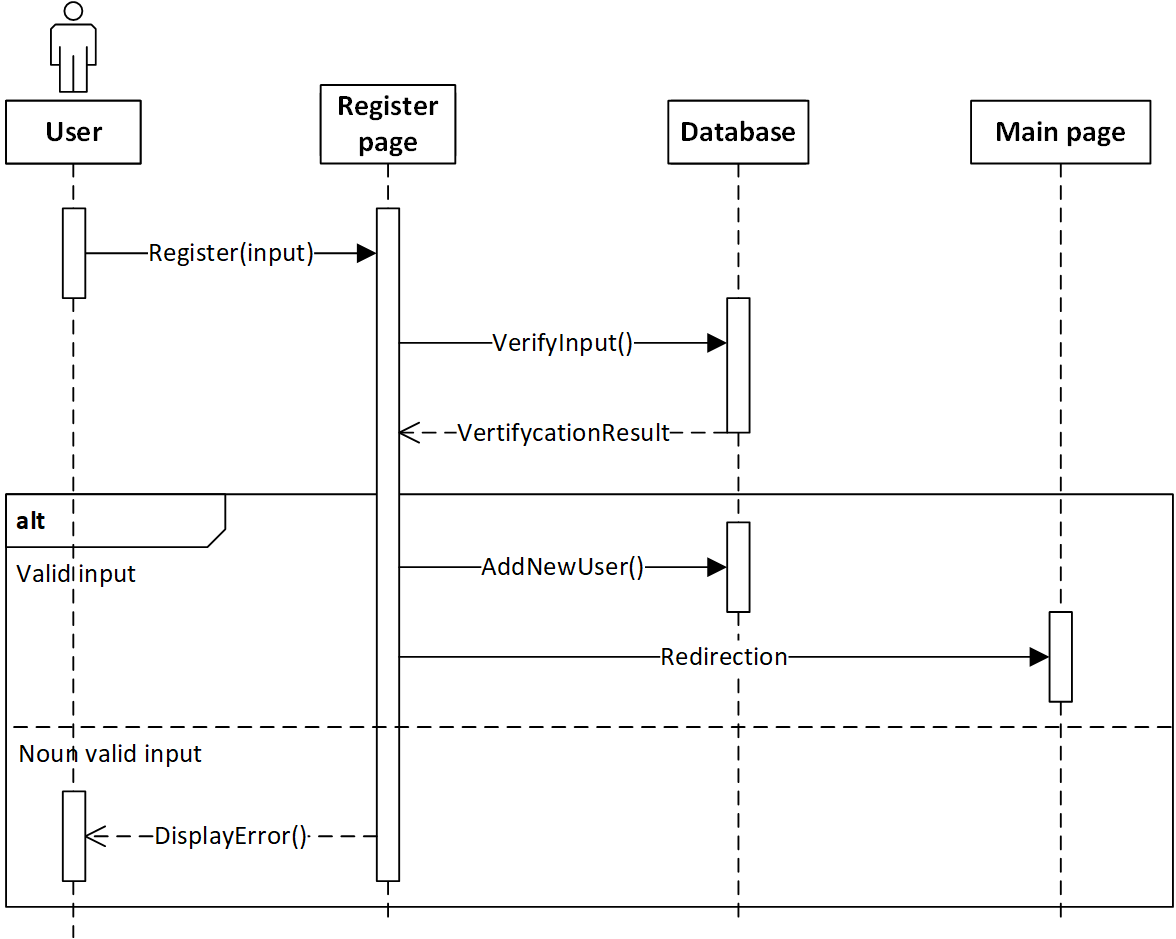 User
Register
page
Database
Main page
Register(input)
VerifyInput()
VertifycationResult
alt
Valid input
AddNewUser()
Redirection
Noun valid input
DisplayError()